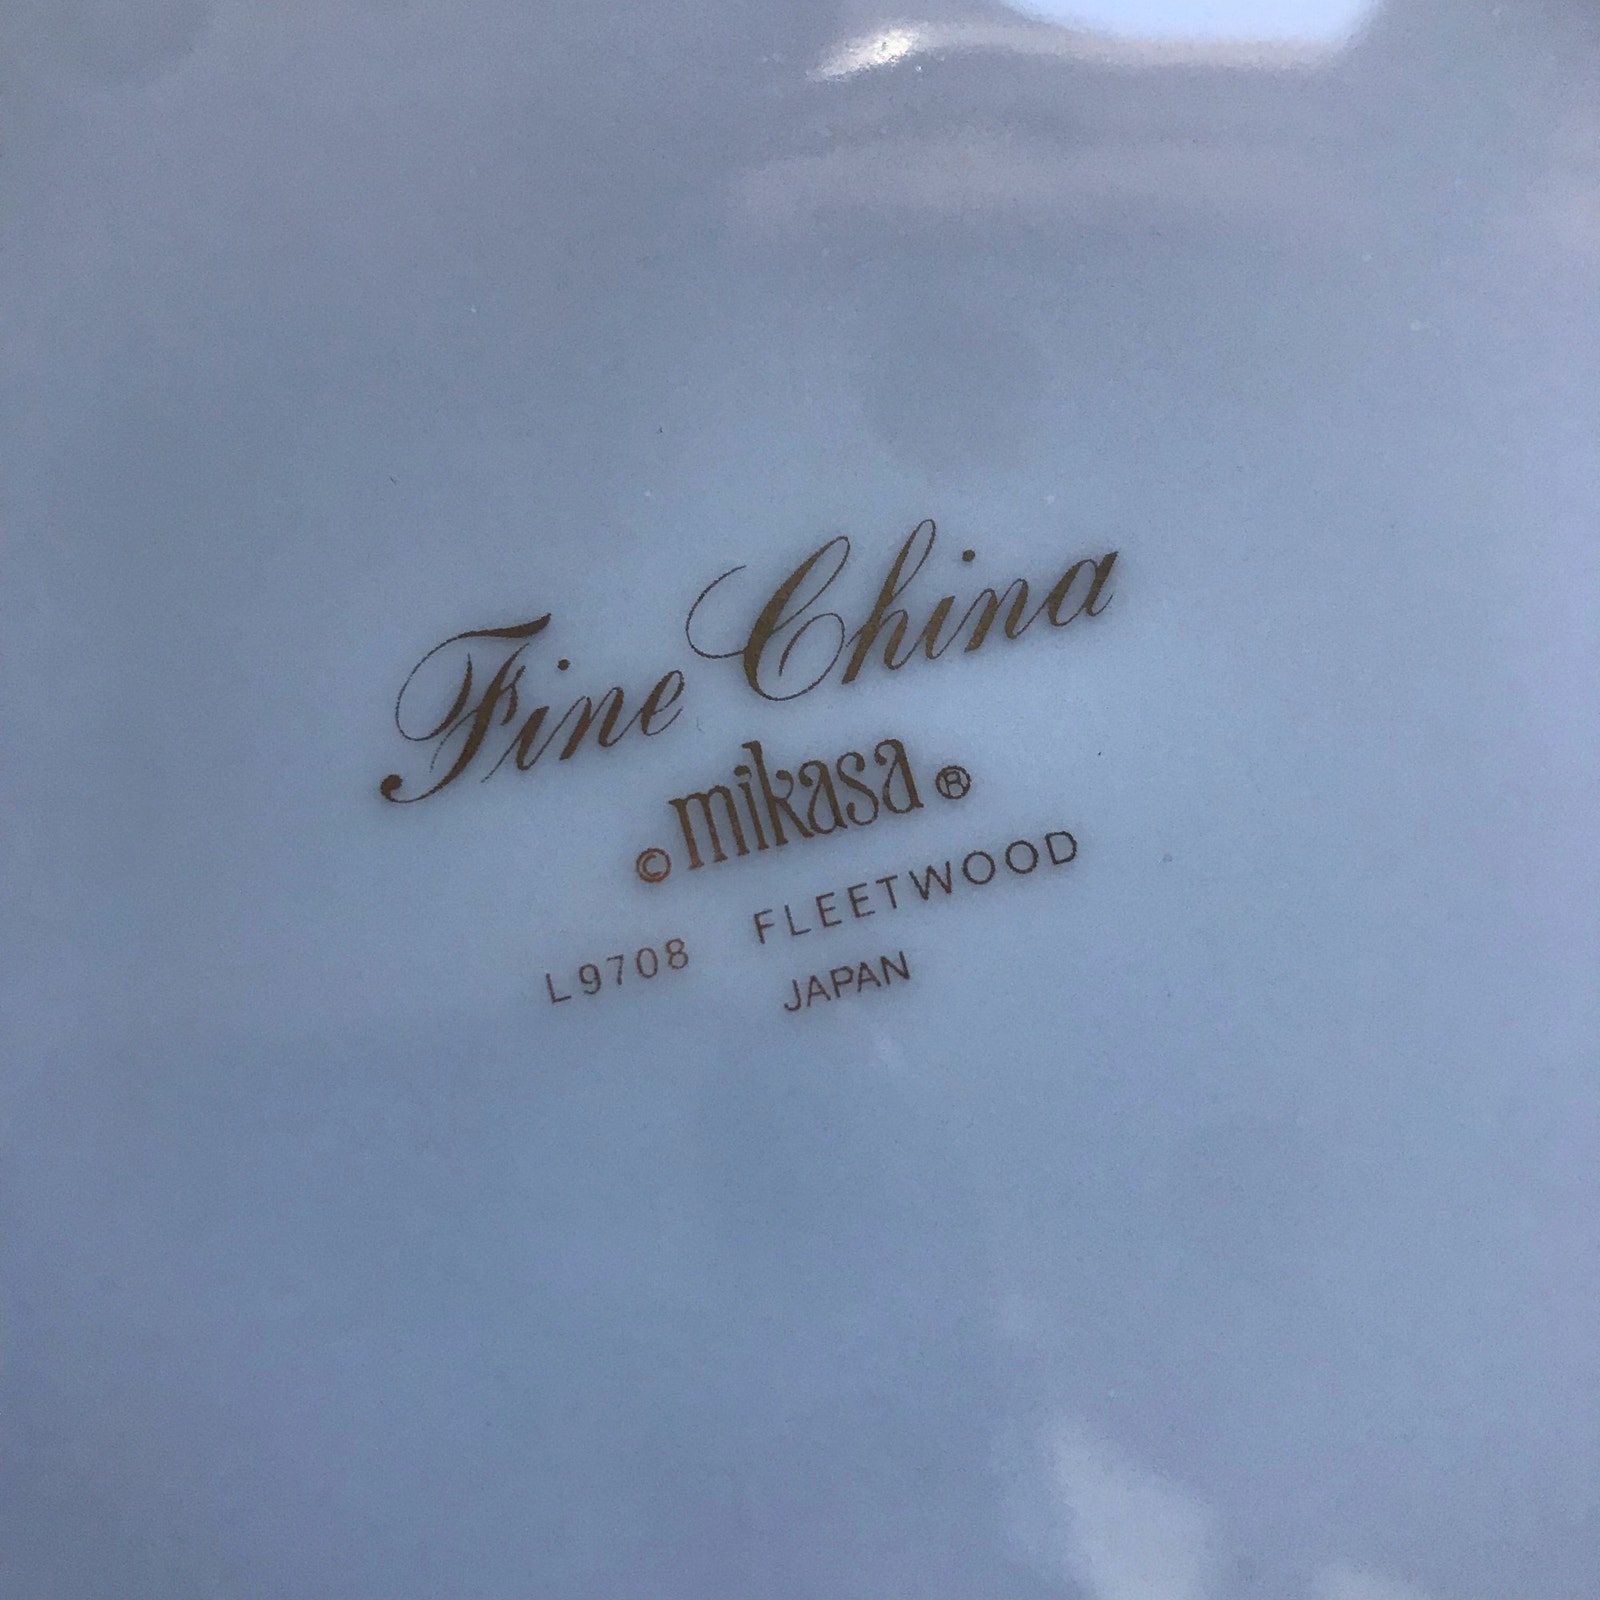 Fine China
© mikasa ®
L9708 FLEETWOOD
JAPAN